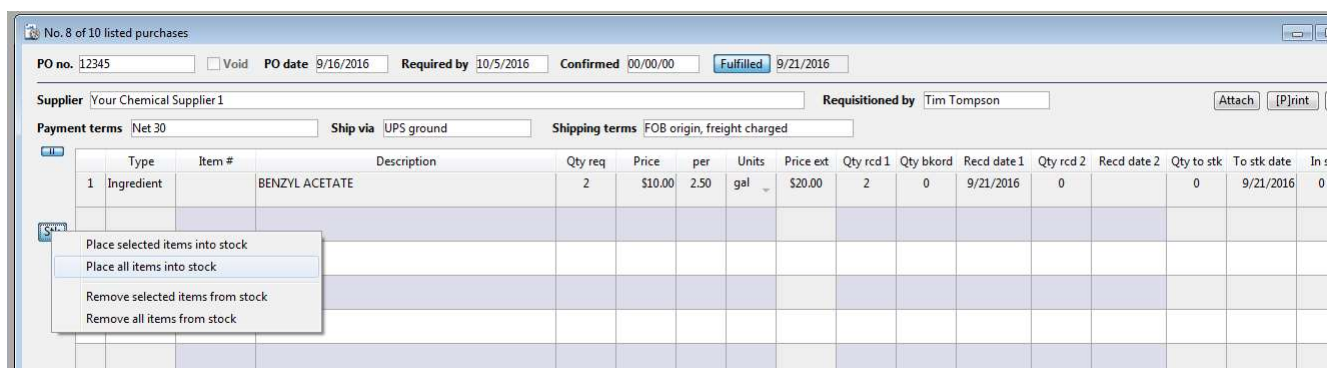 No. 8 of 10 listed purchases
PO no. 12345 Void PO date 9/16/2016 Required by 10/5/2016 Confirmed 00/00/00 Fulfilled 9/21/2016
Supplier Your Chemical Supplier 1 Requisitioned by Tim Tompson Attach [P]rint
Payment terms Net 30 Ship via UPS ground Shipping terms FOB origin, freight charged
Type Item # Description Qty req Price per Units Price ext Qty rcd 1 Qty bkord Recd date 1 Qty rcd 2 Recd date 2 Qty to stk To stk date In s
1 Ingredient BENZYL ACETATE 2 $10.00 2.50 gal $20.00 2 0 9/21/2016 0 0 9/21/2016 0
Place selected items into stock
Place all items into stock
Remove selected items from stock
Remove all items from stock